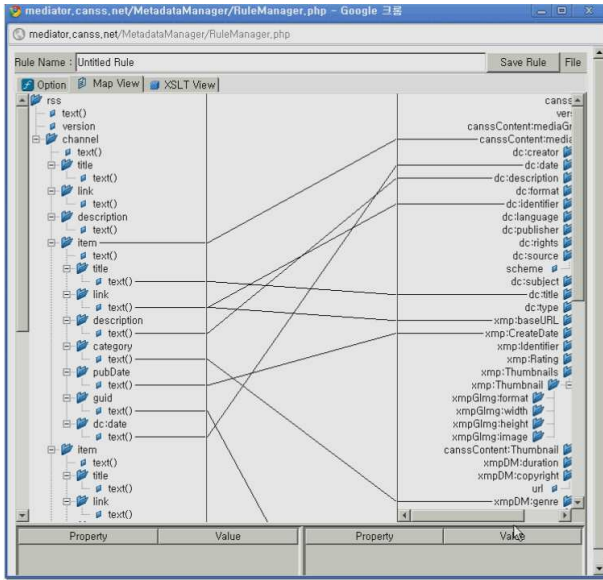 mediator.canss.net/MetadataManager/RuleManager.php - Google 크롬
mediator.canss.net/MetadataManager/RuleManager.php
Rule Name : Untitled Rule
Save Rule
File
Option
Map View
XSLT View
rss
text()
version
channel
text()
title
text()
link
text()
description
text()
item
text()
title
text()
link
text()
description
text()
category
text()
pubDate
text()
guid
text()
dc:date
text()
item
text()
title
text()
link
text()
canss
ver
canssContent:mediaGr
canssContent:media
dc:creator
dc:date
dc:description
dc:format
dc:identifier
dc:language
dc:publisher
dc:rights
dc:source
scheme
dc:subject
dc:title
dc:type
xmp:baseURL
xmp:CreateDate
xmp:Identifier
xmp:Rating
xmp:Thumbnails
xmp:Thumbnail
xmpGImg:format
xmpGImg:width
xmpGImg:height
xmpGImg:image
canssContent:Thumbnail
xmpDM:duration
xmpDM:copyright
url
xmpDM:genre
Property
Value
Property
Value